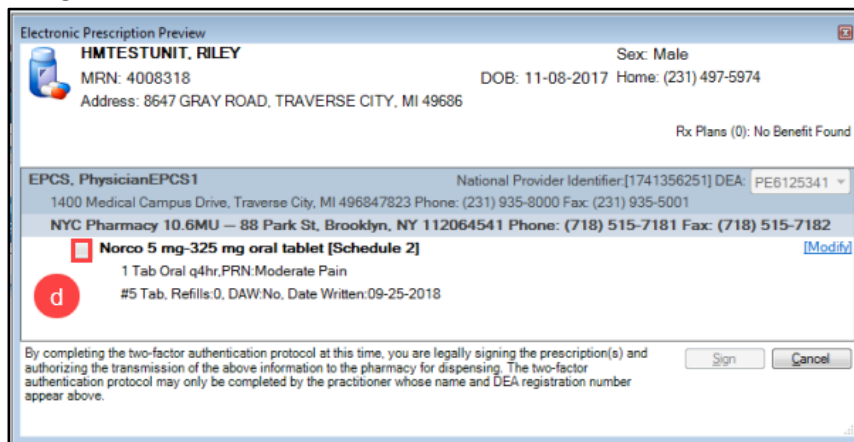 Electronic Prescription Preview
HMTESTUNIT, RILEY
Sex: Male
MRN: 4008318
DOB: 11-08-2017 Home: (231) 497-5974
Address: 8647 GRAY ROAD, TRAVERSE CITY, MI 49686
Rx Plans (0): No Benefit Found
EPCS, PhysicianEPCS1
National Provider Identifier:[1741356251] DEA: PE6125341
1400 Medical Campus Drive, Traverse City, MI 496847823 Phone: (231) 935-8000 Fax: (231) 935-5001
NYC Pharmacy 10.6MU — 88 Park St, Brooklyn, NY 112064541 Phone: (718) 515-7181 Fax: (718) 515-7182
Norco 5 mg-325 mg oral tablet [Schedule 2]
[Modify]
1 Tab Oral q4hr,PRN:Moderate Pain
d
#5 Tab, Refills:0, DAW:No, Date Written:09-25-2018
By completing the two-factor authentication protocol at this time, you are legally signing the prescription(s) and
authorizing the transmission of the above information to the pharmacy for dispensing. The two-factor
authentication protocol may only be completed by the practitioner whose name and DEA registration number
appear above.
Sign
Cancel